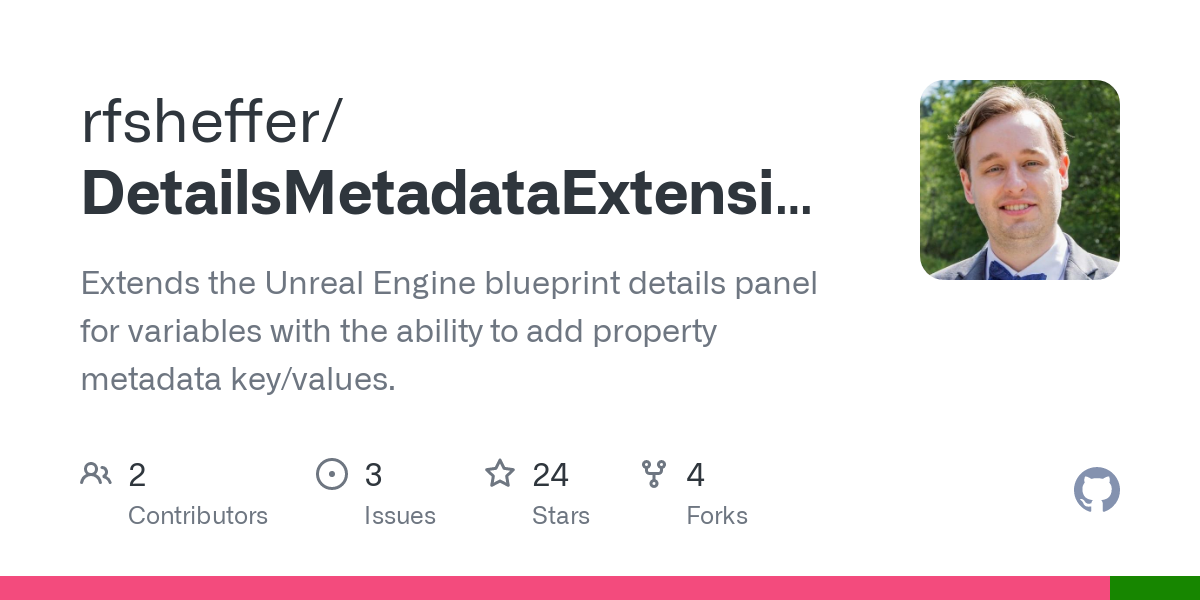 rfsheffer/
DetailsMetadataExtensi...
Extends the Unreal Engine blueprint details panel
for variables with the ability to add property
metadata key/values.
2 3 24 4
Contributors Issues Stars Forks